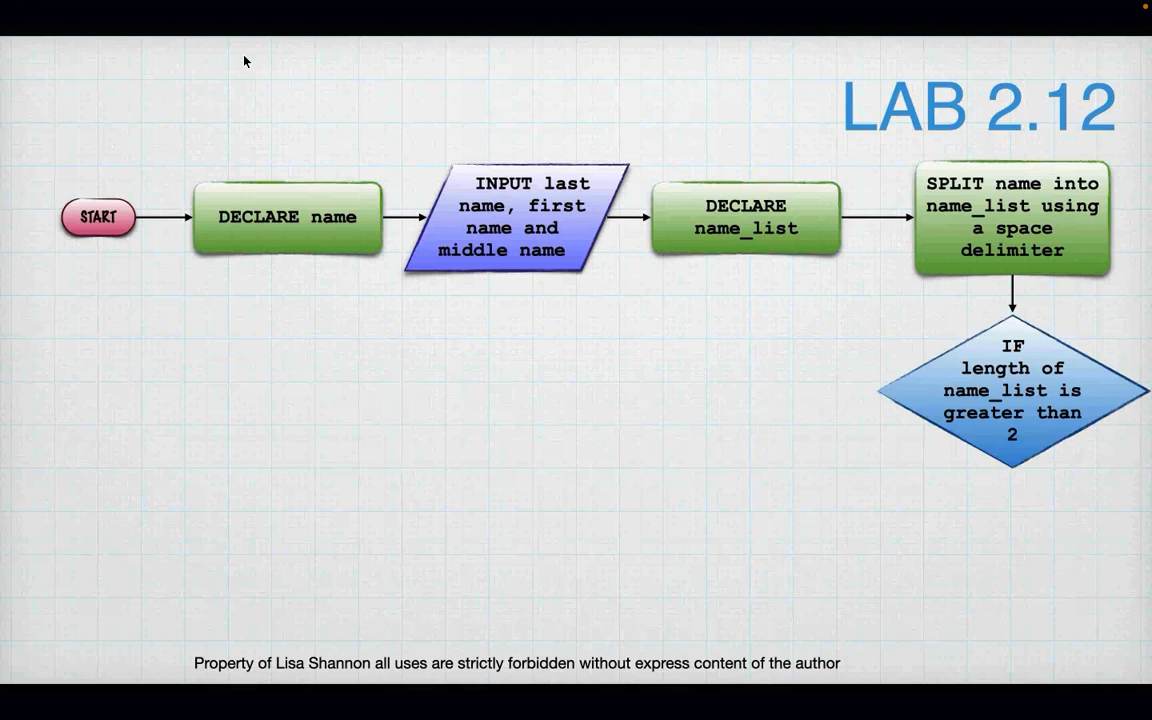 LAB 2.12
START
DECLARE name
INPUT last
name, first
name and
middle name
DECLARE
name_list
SPLIT name into
name_list using
a space
delimiter
IF
length of
name_list is
greater than
2
Property of Lisa Shannon all uses are strictly forbidden without express content of the author